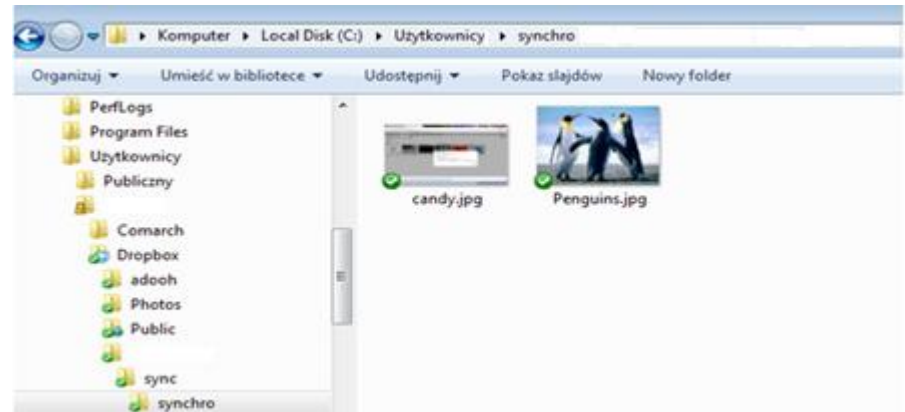 Komputer ▸ Local Disk (C:) ▸ Użytkownicy ▸ synchro
Organizuj Umieść w bibliotece Udostępnij Pokaz slajdów Nowy folder
PerfLogs
Program Files
Użytkownicy
Publiczny
Comarch
Dropbox
adooh
Photos
Public
sync
synchro
candy.jpg
Penguins.jpg